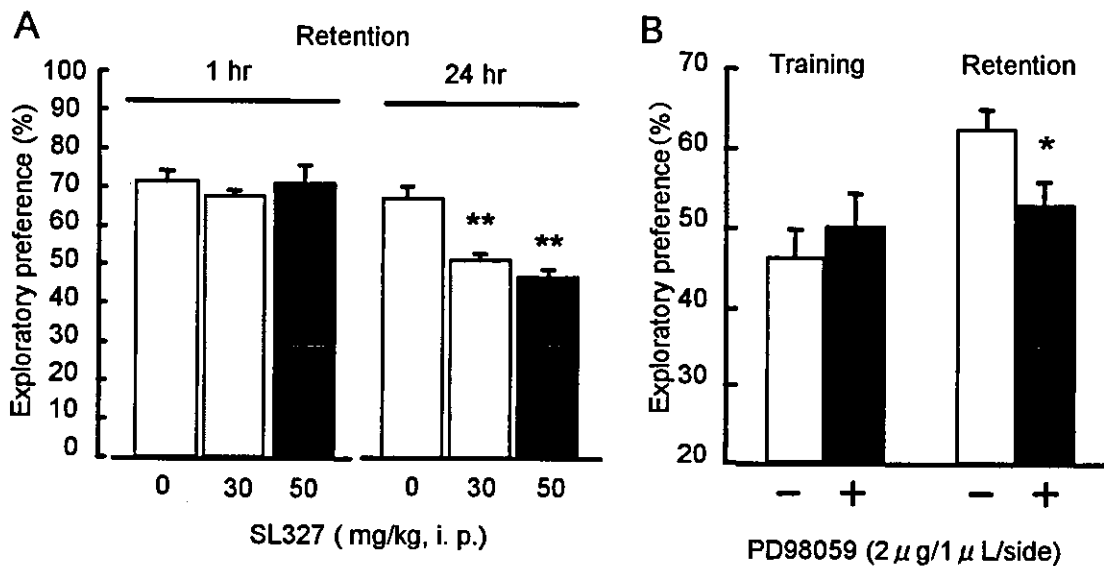 A
Retention
1 hr
24 hr
Exploratory preference (%)
100
90
80
70
60
50
40
30
20
10
0
**
**
0 30 50 0 30 50
SL327 ( mg/kg, i. p.)
B
Training Retention
Exploratory preference (%)
70
60
50
40
30
20
*
− + − +
PD98059 (2 μg/1 μL/side)